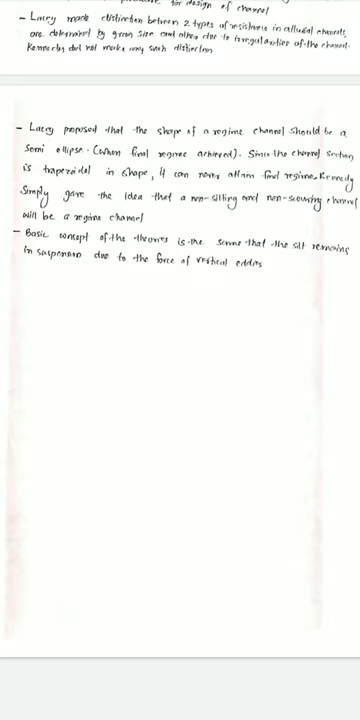 for design of channel
- Lacey made distinction between 2 types of resistance in alluvial channels,
one determined by grain size and other due to irregularities of the channel.
Kennedy did not make any such distinction
- Lacey proposed that the shape of a regime channel should be a
semi ellipse. (when final regime achieved). Since the channel section
is trapezoidal in shape, it can never attain final regime. Kennedy
simply gave the idea that a non-silting and non-scouring channel
will be a regime channel
- Basic concept of the theories is the same that the silt remaining
in suspension due to the force of vertical eddies